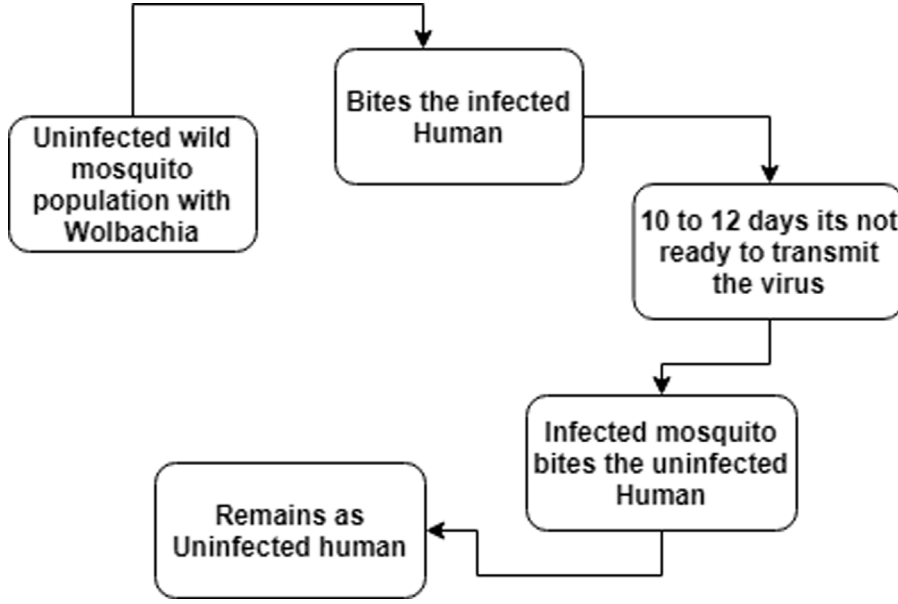 Uninfected wild
mosquito
population with
Wolbachia
Bites the infected
Human
10 to 12 days its not
ready to transmit
the virus
Infected mosquito
bites the uninfected
Human
Remains as
Uninfected human